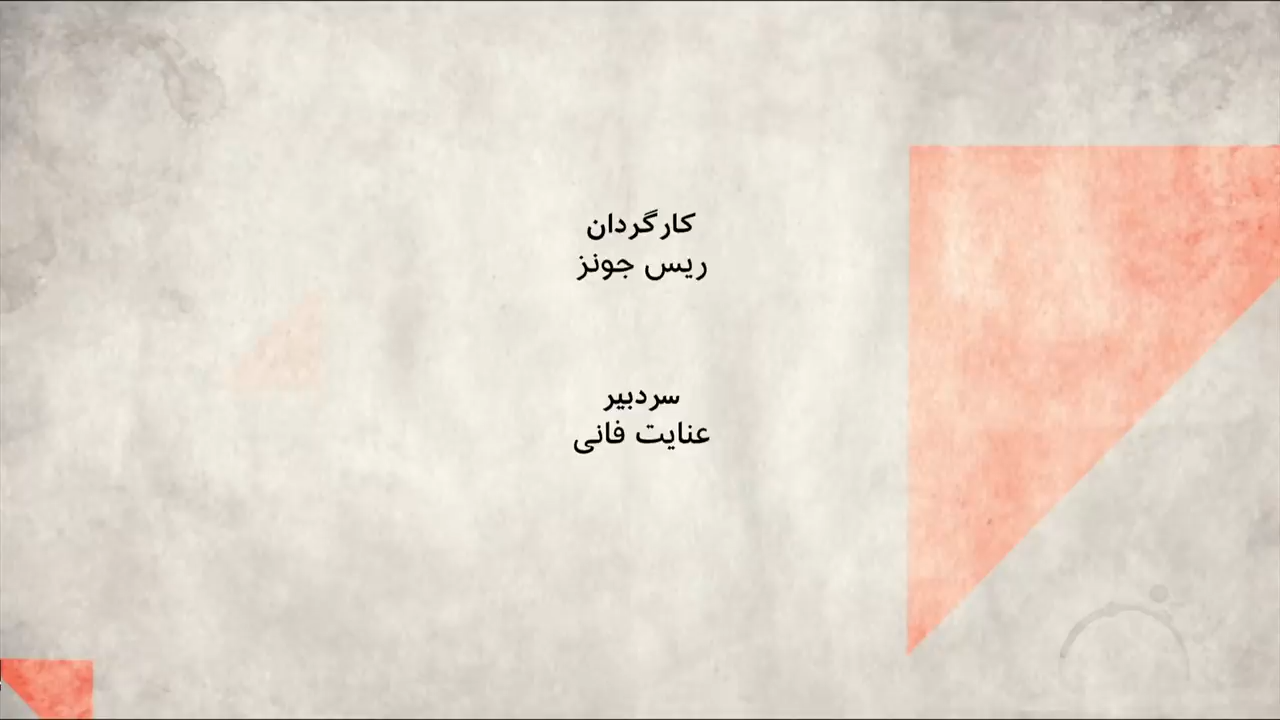 کارگردان
ریس جونز
سردبیر
عنایت فانی